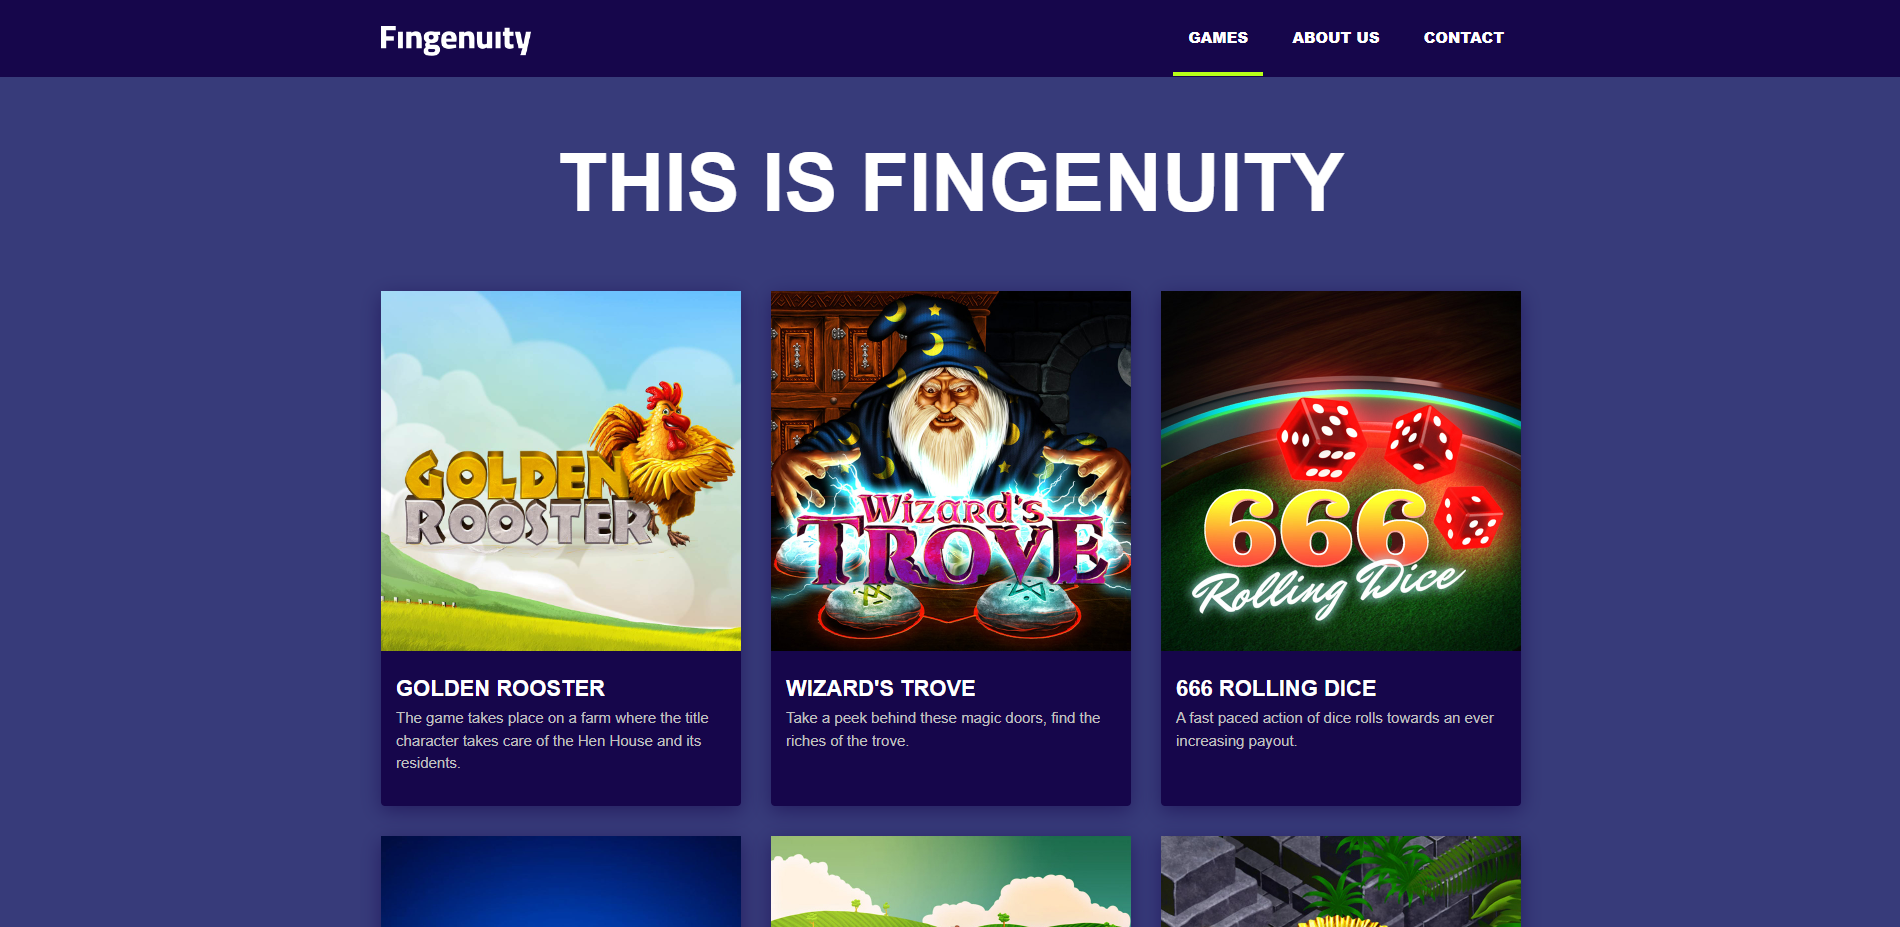 Fingenuity
GAMES
ABOUT US
CONTACT
THIS IS FINGENUITY
GOLDEN
ROOSTER
Wizard's
TROVE
666
Rolling Dice
GOLDEN ROOSTER
The game takes place on a farm where the title
character takes care of the Hen House and its
residents.
WIZARD'S TROVE
Take a peek behind these magic doors, find the
riches of the trove.
666 ROLLING DICE
A fast paced action of dice rolls towards an ever
increasing payout.